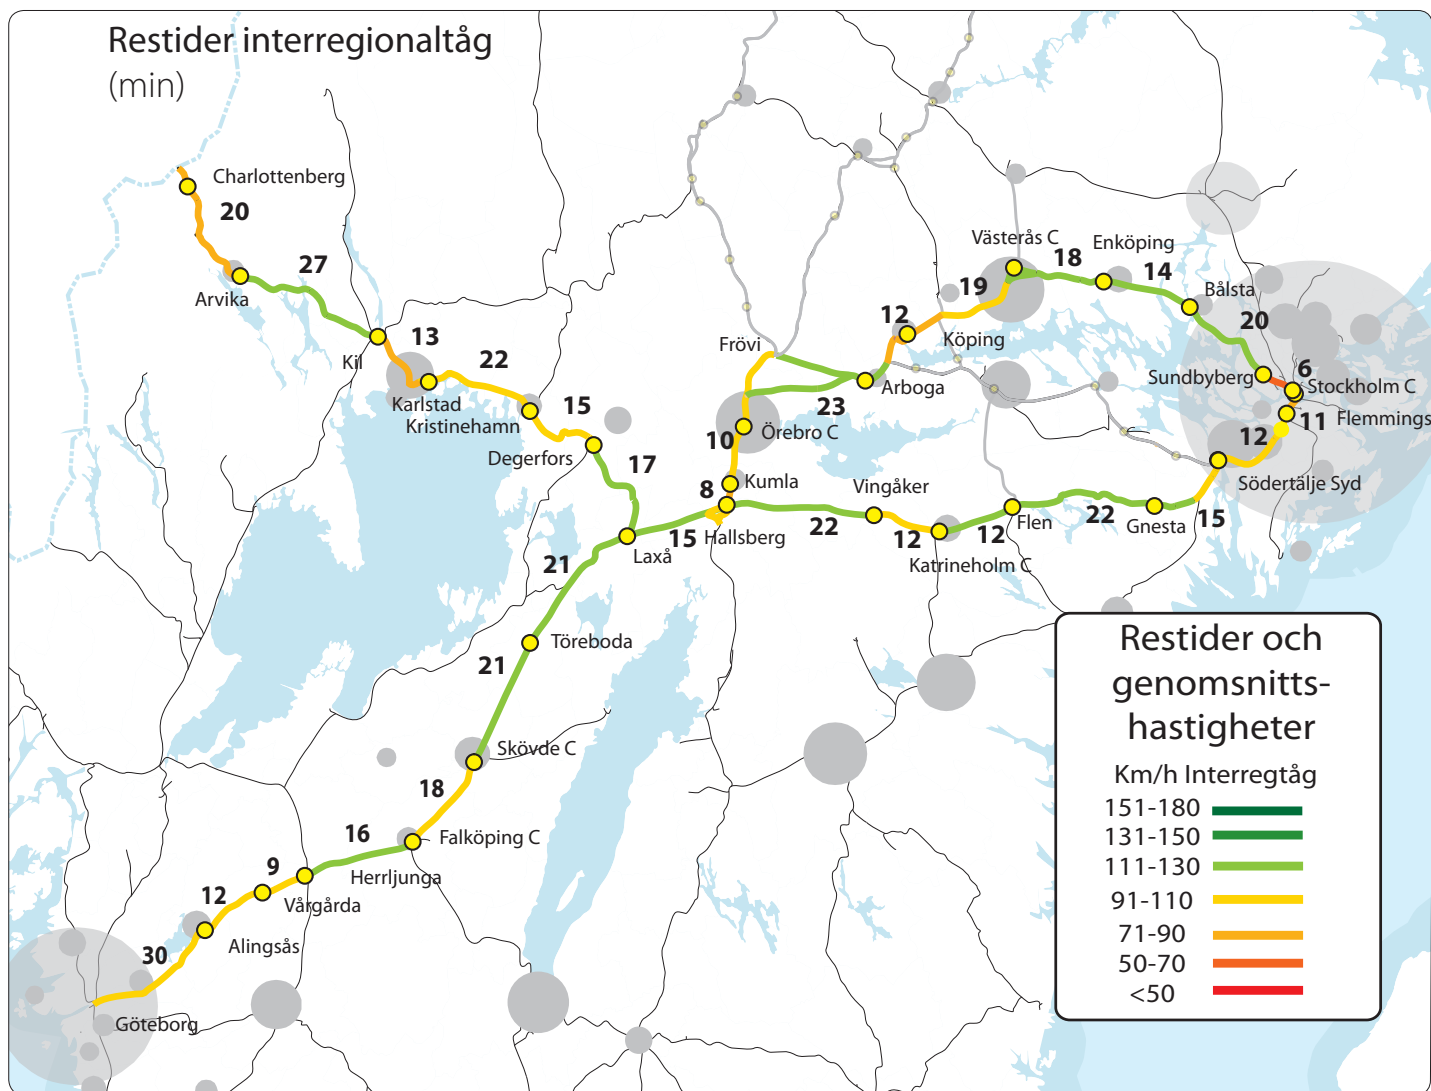 Restider interregionaltåg
(min)
Charlottenberg
20
27
Arvika
Kil
13
22
Karlstad
Kristinehamn
15
Degerfors
17
Laxå
15
21
Töreboda
21
Skövde C
18
Falköping C
16
Herrljunga
9
Vårgårda
12
Alingsås
30
Göteborg
Frövi
23
Örebro C
10
Kumla
8
Hallsberg
Arboga
12
Köping
19
Västerås C
18
Enköping
14
Bålsta
20
Sundbyberg
6
Stockholm C
11
Flemmings
12
Södertälje Syd
15
Gnesta
22
Flen
12
Katrineholm C
12
Vingåker
22
Restider och
genomsnitts-
hastigheter
Km/h Interregtåg
151-180
131-150
111-130
91-110
71-90
50-70
<50